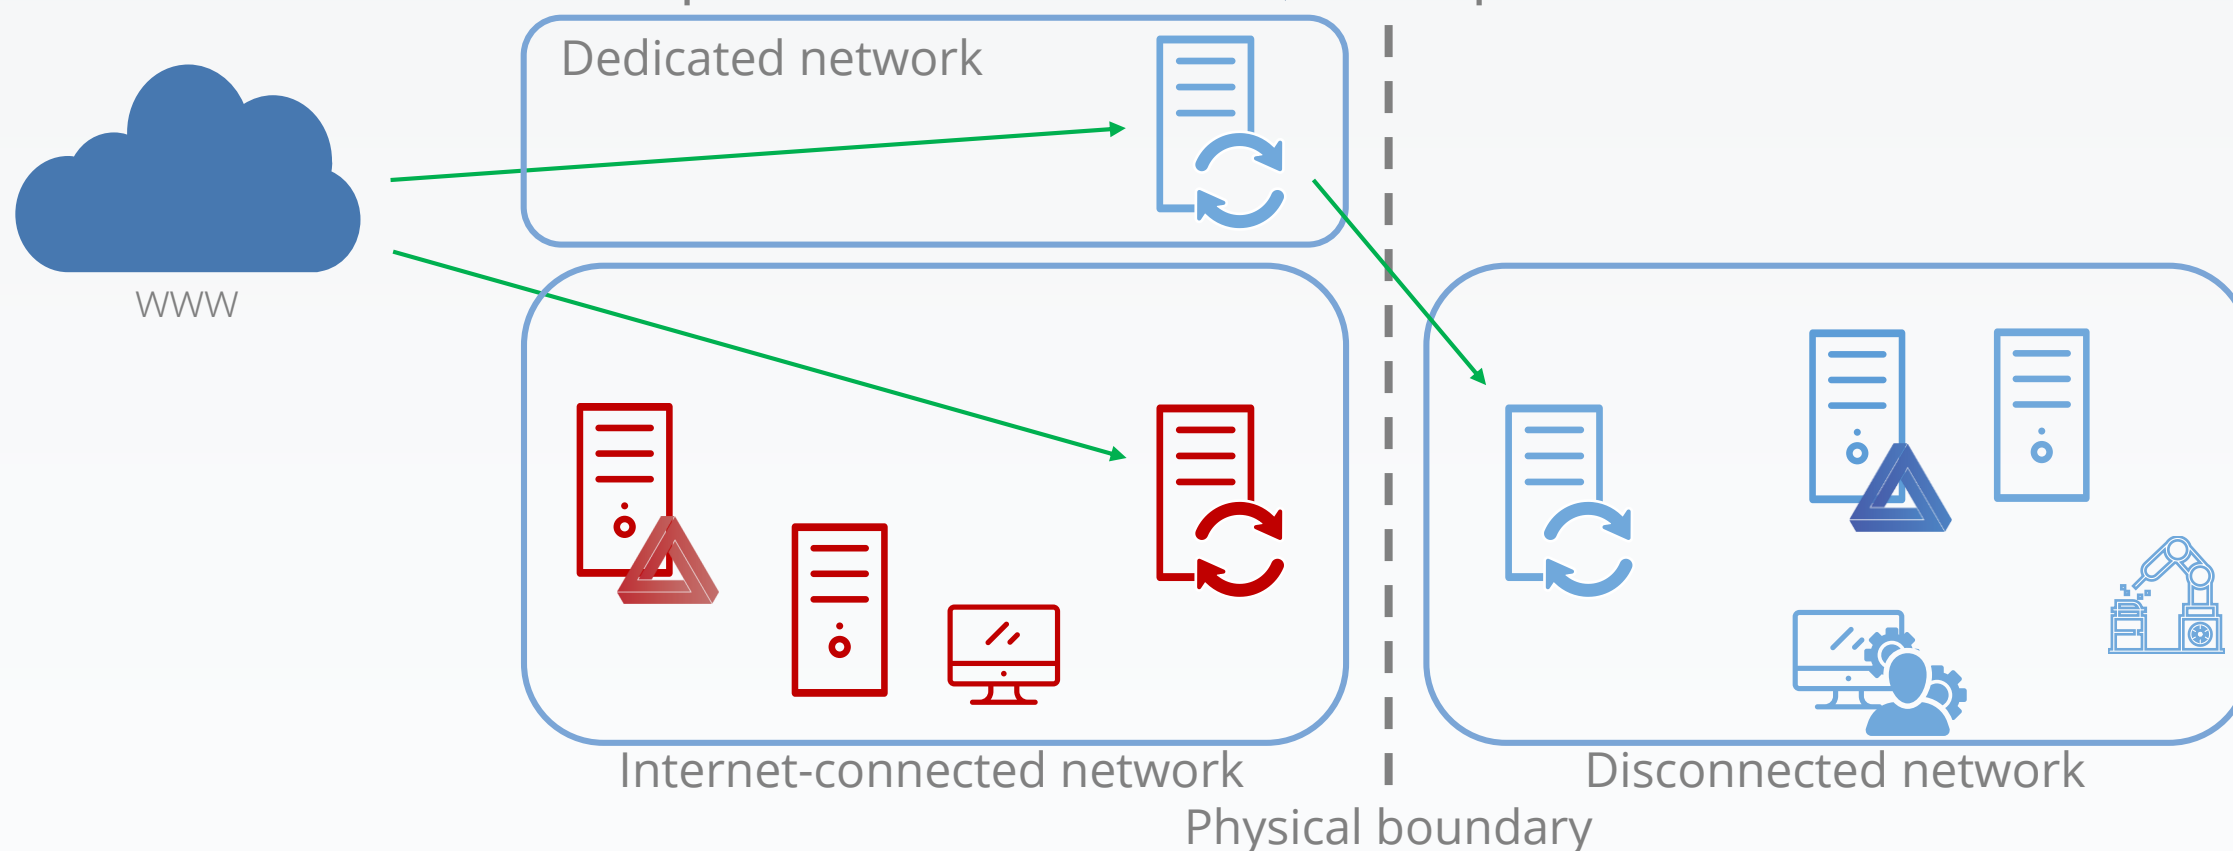 Dedicated network
WWW
Internet-connected network
Disconnected network
Physical boundary